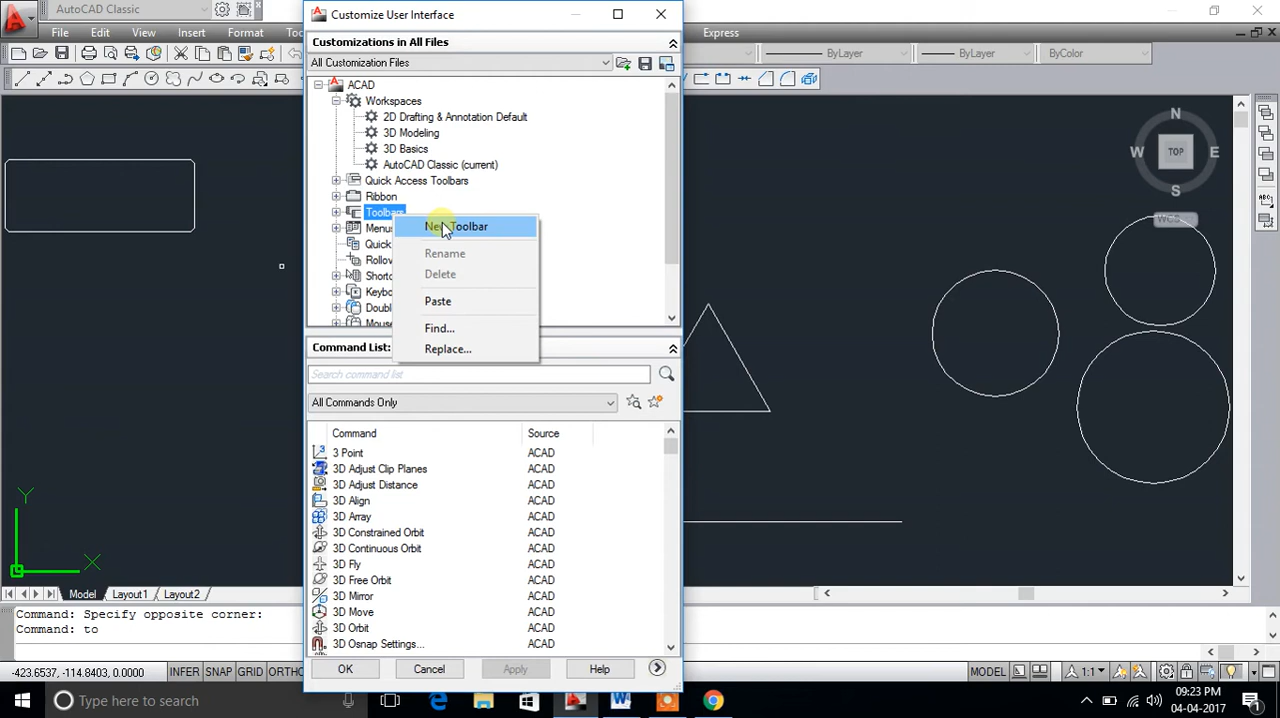 AutoCAD Classic
Customize User Interface
File
Edit
View
Insert
Format
Express
Customizations in All Files
All Customization Files
ByLayer
ByLayer
ByColor
ACAD
Workspaces
2D Drafting & Annotation Default
3D Modeling
3D Basics
AutoCAD Classic (current)
Quick Access Toolbars
Ribbon
Toolbars
New Toolbar
Rename
Delete
Paste
Find...
Replace...
Command List:
Search command list
All Commands Only
Command Source
3 Point ACAD
3D Adjust Clip Planes ACAD
3D Adjust Distance ACAD
3D Align ACAD
3D Array ACAD
3D Constrained Orbit ACAD
3D Continuous Orbit ACAD
3D Fly ACAD
3D Free Orbit ACAD
3D Mirror ACAD
3D Move ACAD
3D Orbit ACAD
3D Osnap Settings... ACAD
OK Cancel Apply Help
N
W TOP E
S
WCS
Y
X
Model Layout1 Layout2
Command: Specify opposite corner:
Command: to
-423.6537, -114.8403, 0.0000 INFER SNAP GRID ORTHO
MODEL 1:1
Type here to search
09:23 PM
04-04-2017